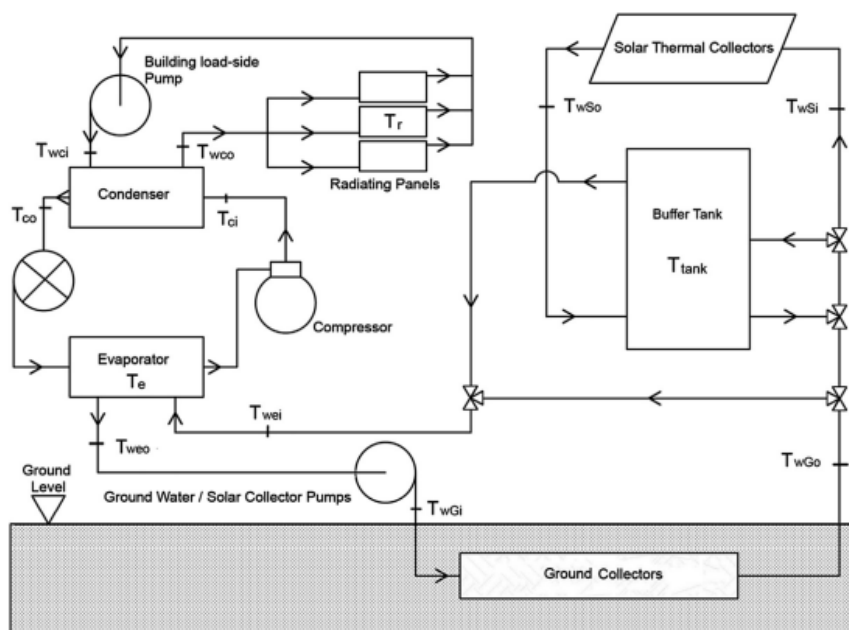 Building load-side
Pump
Solar Thermal Collectors
TwSo
TwSi
Tr
Twci
Twco
Radiating Panels
Condenser
Tco
Tci
Buffer Tank
Ttank
Compressor
Evaporator
Te
Twei
Tweo
TwGo
Ground
Level
Ground Water / Solar Collector Pumps
TwGi
Ground Collectors